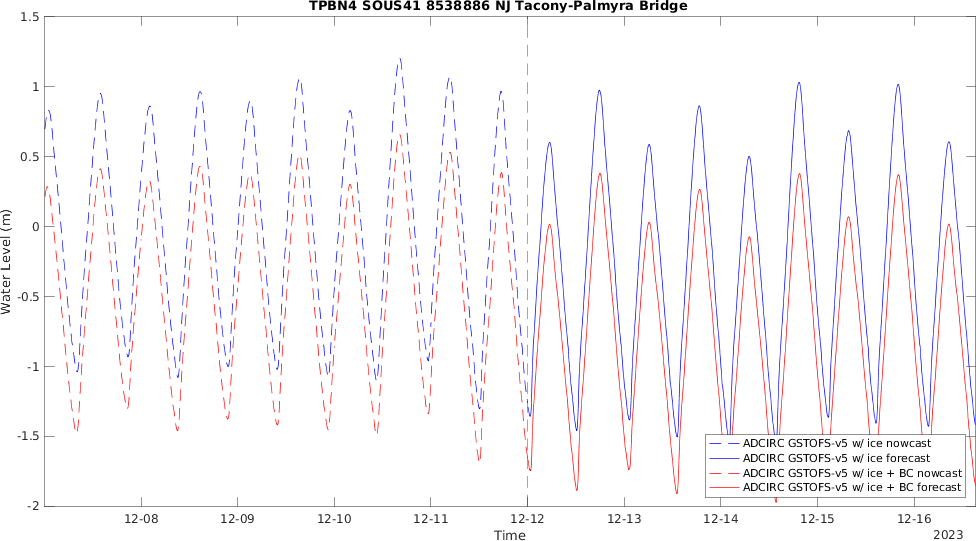 TPBN4 SOUS41 8538886 NJ Tacony-Palmyra Bridge
1.5
1
0.5
0
-0.5
-1
-1.5
-2
Water Level (m)
12-08 12-09 12-10 12-11 12-12 12-13 12-14 12-15 12-16
Time
2023
ADCIRC GSTOFS-v5 w/ ice nowcast
ADCIRC GSTOFS-v5 w/ ice forecast
ADCIRC GSTOFS-v5 w/ ice + BC nowcast
ADCIRC GSTOFS-v5 w/ ice + BC forecast